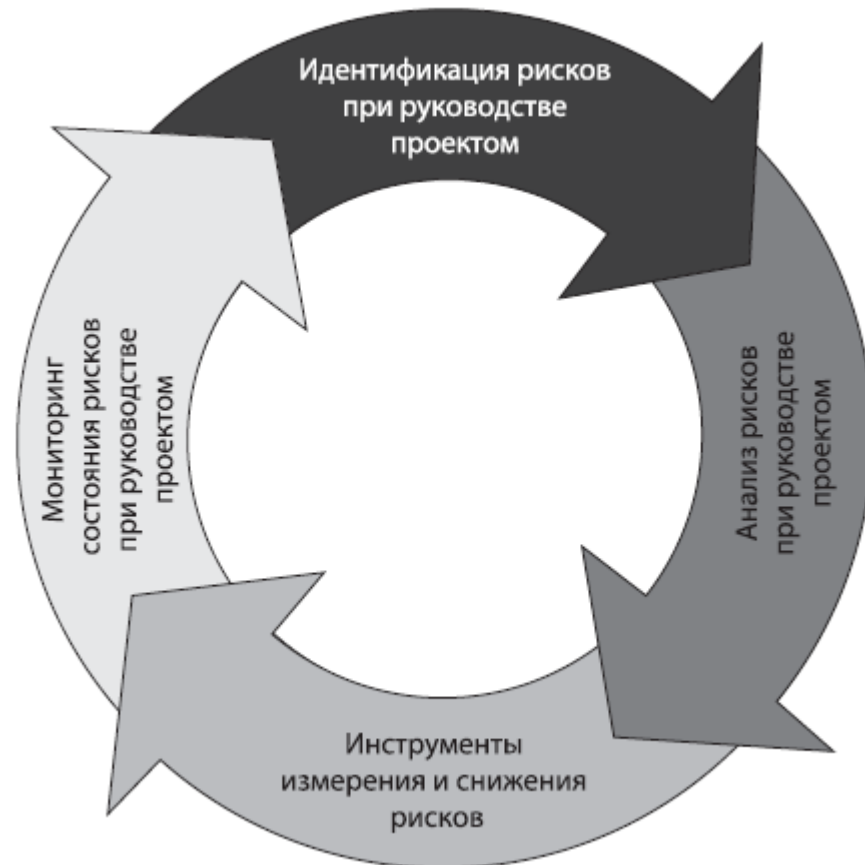 Идентификация рисков
при руководстве
проектом
Анализ рисков
при руководстве
проектом
Инструменты
измерения и снижения
рисков
Мониторинг
состояния рисков
при руководстве
проектом